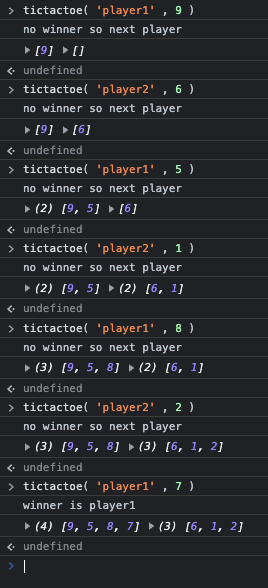 tictactoe( 'player1' , 9 )
no winner so next player
▶ [9] ▶ []
undefined
tictactoe( 'player2' , 6 )
no winner so next player
▶ [9] ▶ [6]
undefined
tictactoe( 'player1' , 5 )
no winner so next player
▶ (2) [9, 5] ▶ [6]
undefined
tictactoe( 'player2' , 1 )
no winner so next player
▶ (2) [9, 5] ▶ (2) [6, 1]
undefined
tictactoe( 'player1' , 8 )
no winner so next player
▶ (3) [9, 5, 8] ▶ (2) [6, 1]
undefined
tictactoe( 'player2' , 2 )
no winner so next player
▶ (3) [9, 5, 8] ▶ (3) [6, 1, 2]
undefined
tictactoe( 'player1' , 7 )
winner is player1
▶ (4) [9, 5, 8, 7] ▶ (3) [6, 1, 2]
undefined